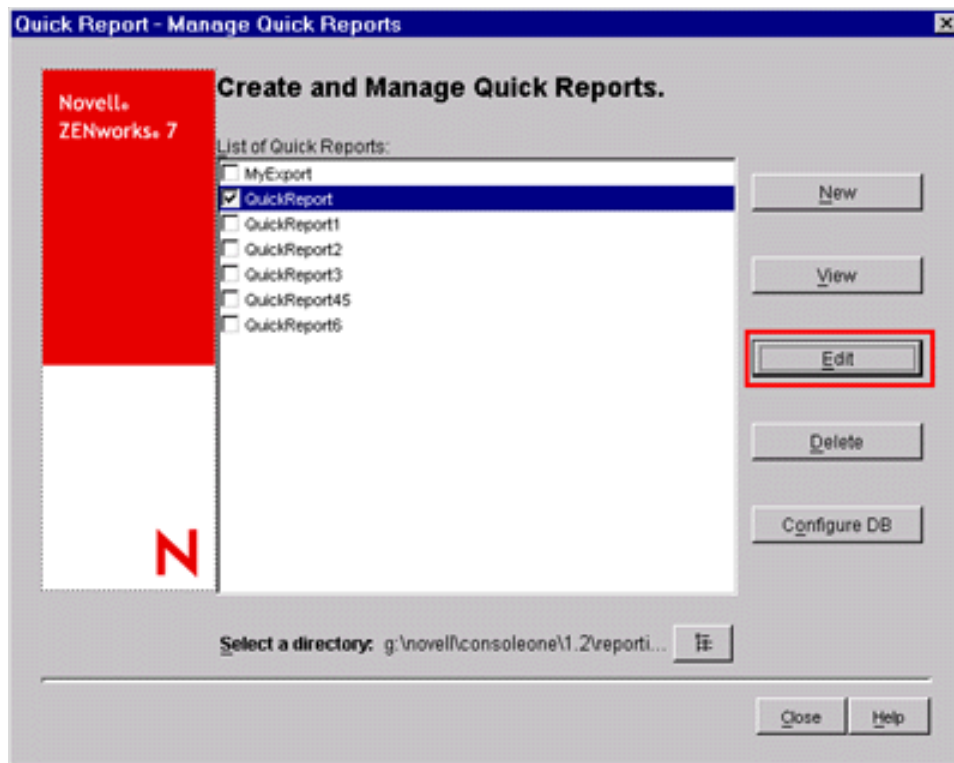 Quick Report - Manage Quick Reports
Novell®
ZENworks® 7
Create and Manage Quick Reports.
List of Quick Reports:
MyExport
QuickReport
QuickReport1
QuickReport2
QuickReport3
QuickReport45
QuickReport6
New
View
Edit
Delete
Configure DB
N
Select a directory: g:\novell\consoleone\1.2\reporti...
Close
Help